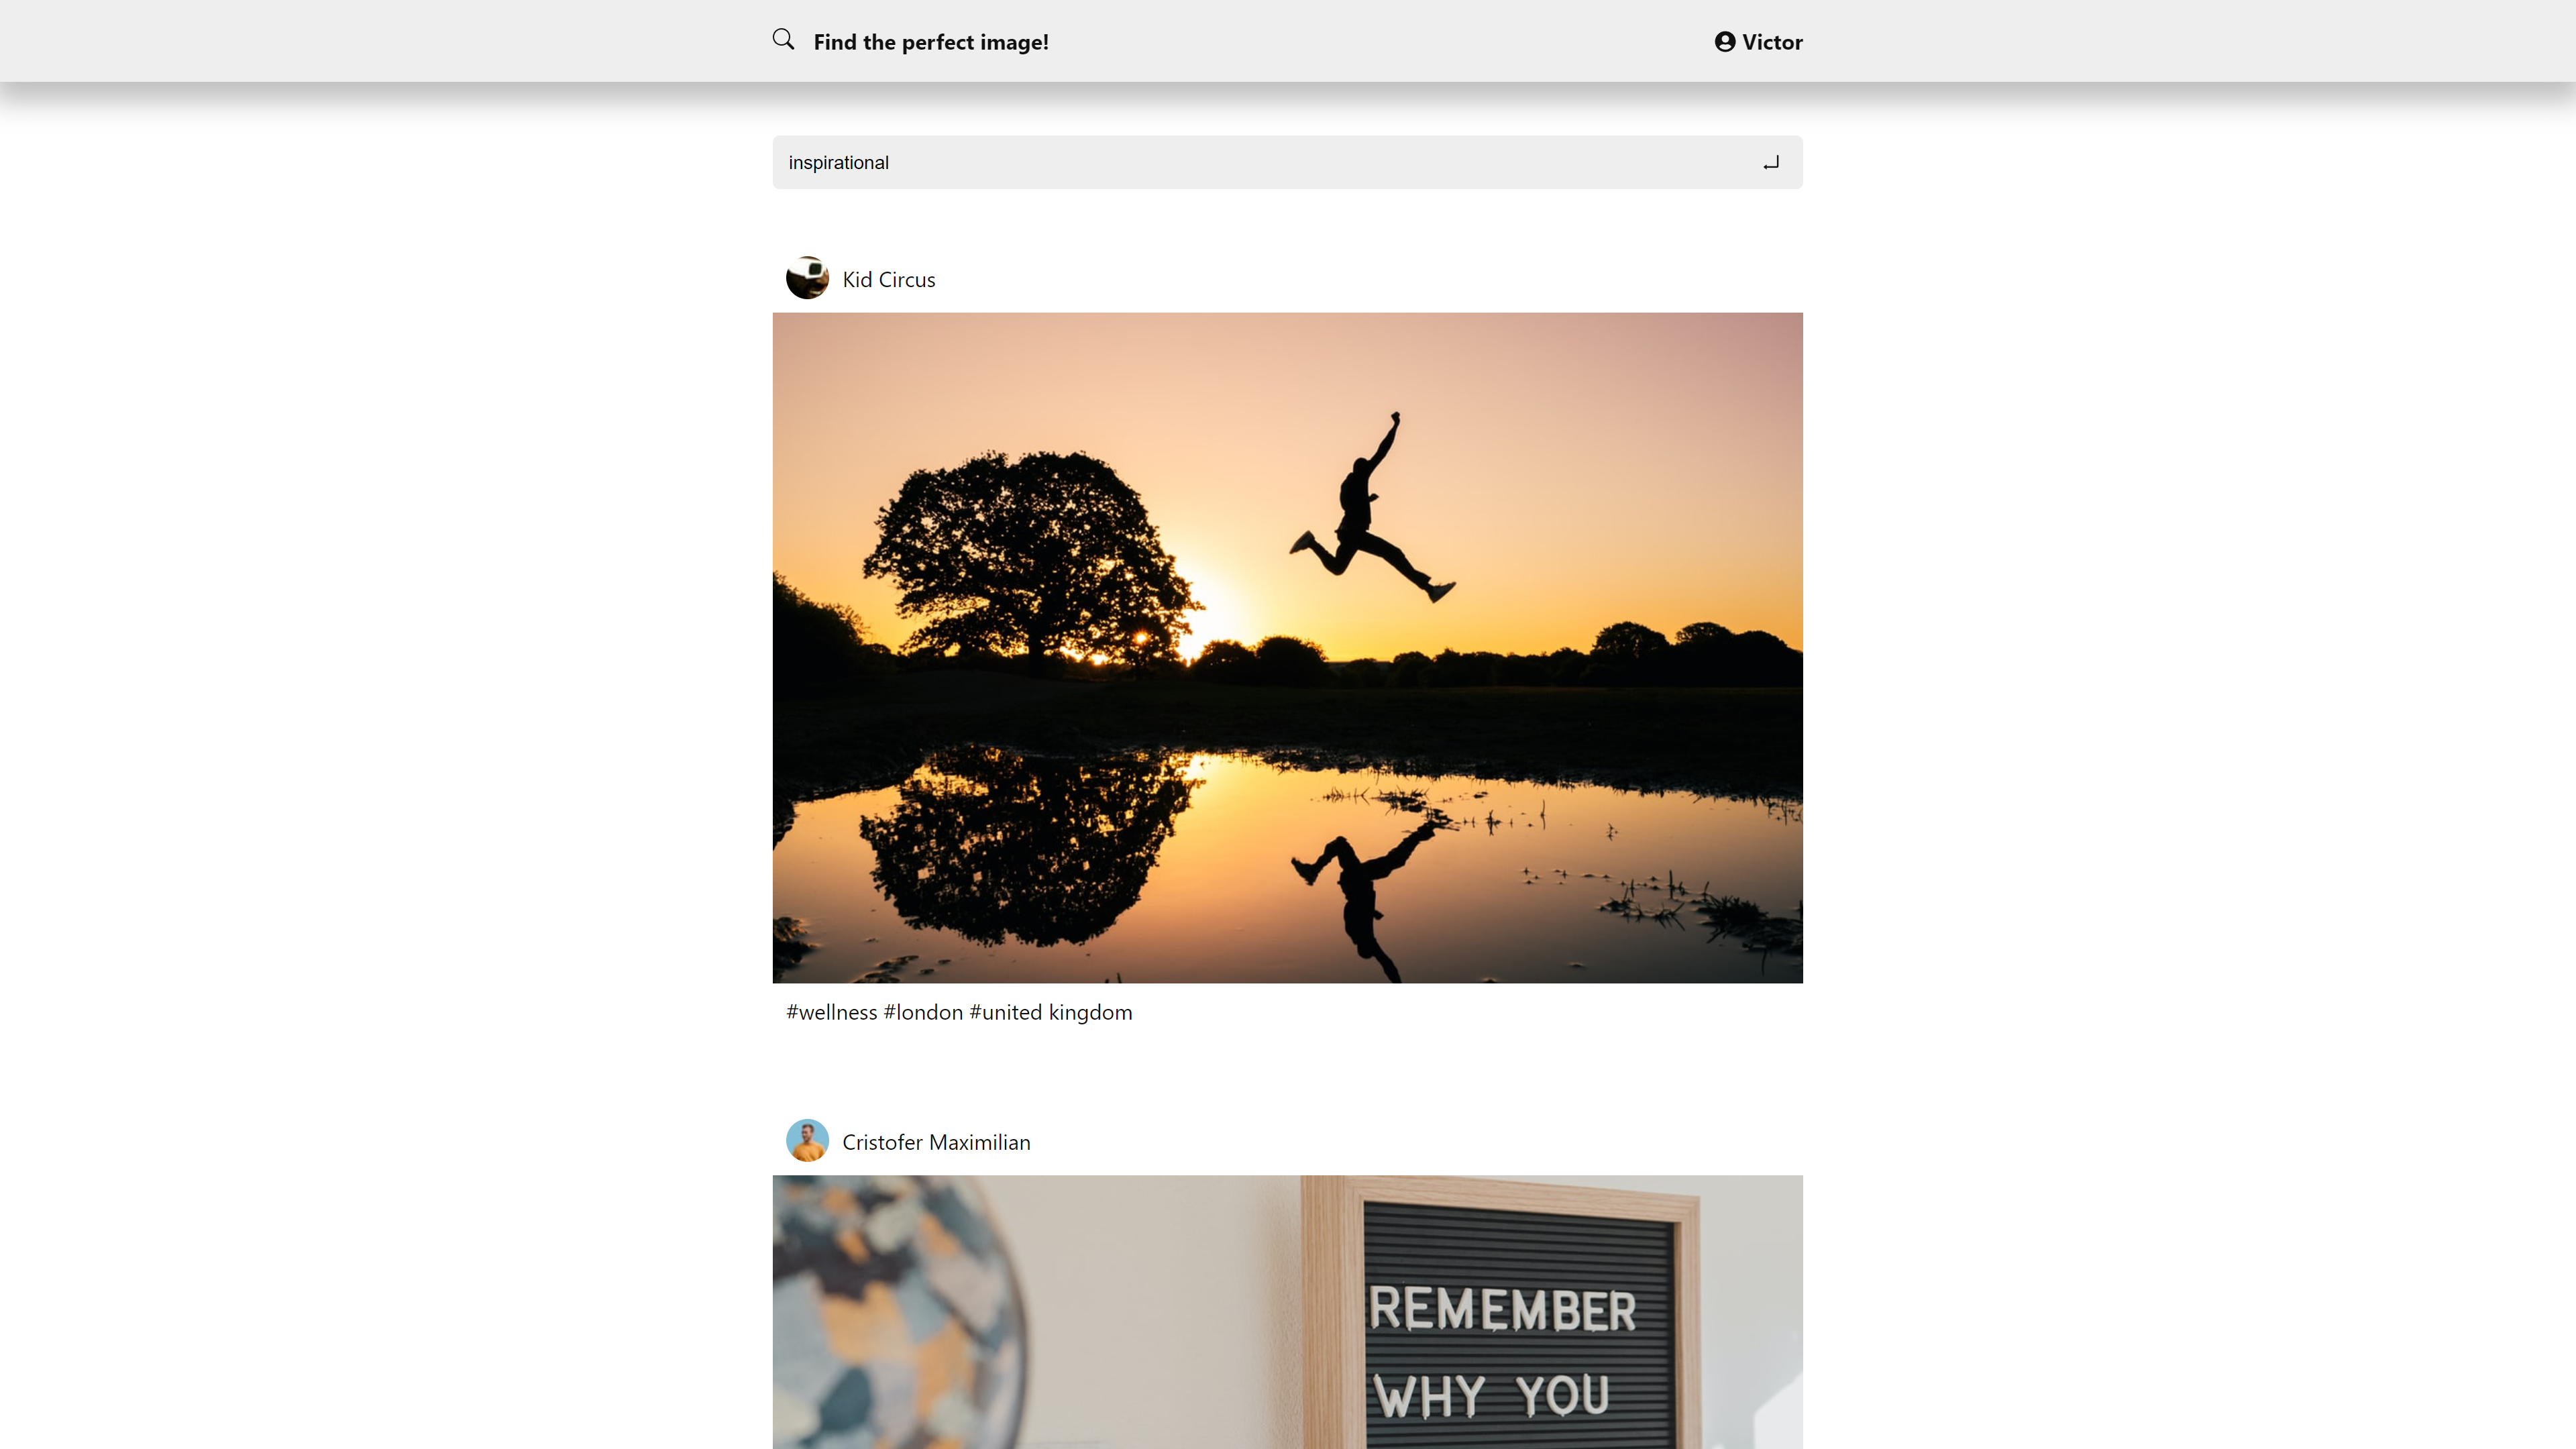 Find the perfect image!
Victor
inspirational
Kid Circus
#wellness #london #united kingdom
Cristofer Maximilian
REMEMBER
WHY YOU